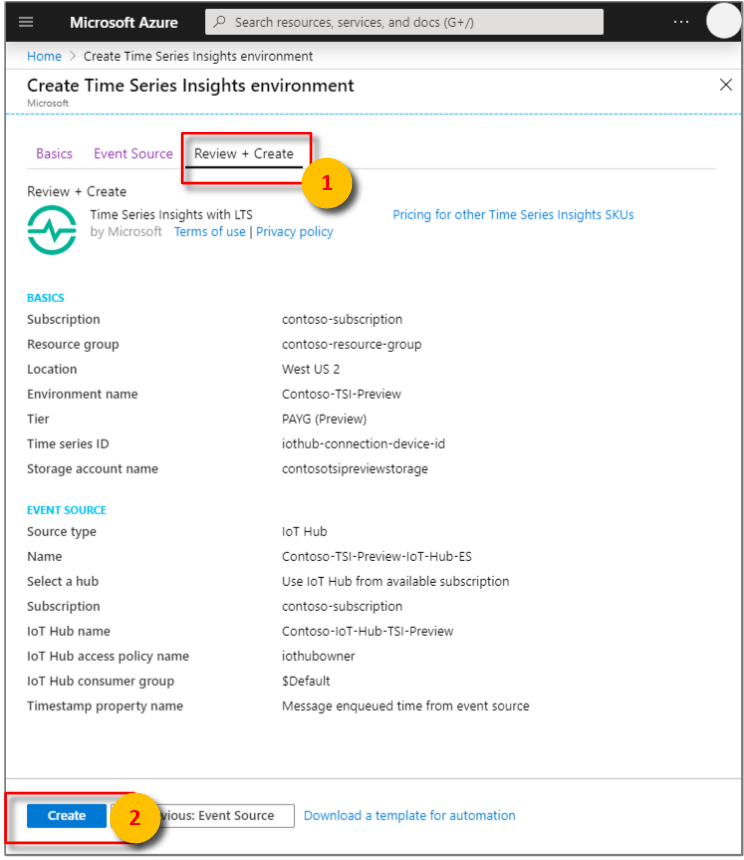 Microsoft Azure
Search resources, services, and docs (G+/)
...
Home > Create Time Series Insights environment
Create Time Series Insights environment
Microsoft
Basics Event Source Review + Create
1
Review + Create
Time Series Insights with LTS
Pricing for other Time Series Insights SKUs
by Microsoft Terms of use | Privacy policy
BASICS
Subscription contoso-subscription
Resource group contoso-resource-group
Location West US 2
Environment name Contoso-TSI-Preview
Tier PAYG (Preview)
Time series ID iothub-connection-device-id
Storage account name contosotsipreviewstorage
EVENT SOURCE
Source type IoT Hub
Name Contoso-TSI-Preview-IoT-Hub-ES
Select a hub Use IoT Hub from available subscription
Subscription contoso-subscription
IoT Hub name Contoso-IoT-Hub-TSI-Preview
IoT Hub access policy name iothubowner
IoT Hub consumer group $Default
Timestamp property name Message enqueued time from event source
Create 2 vious: Event Source Download a template for automation